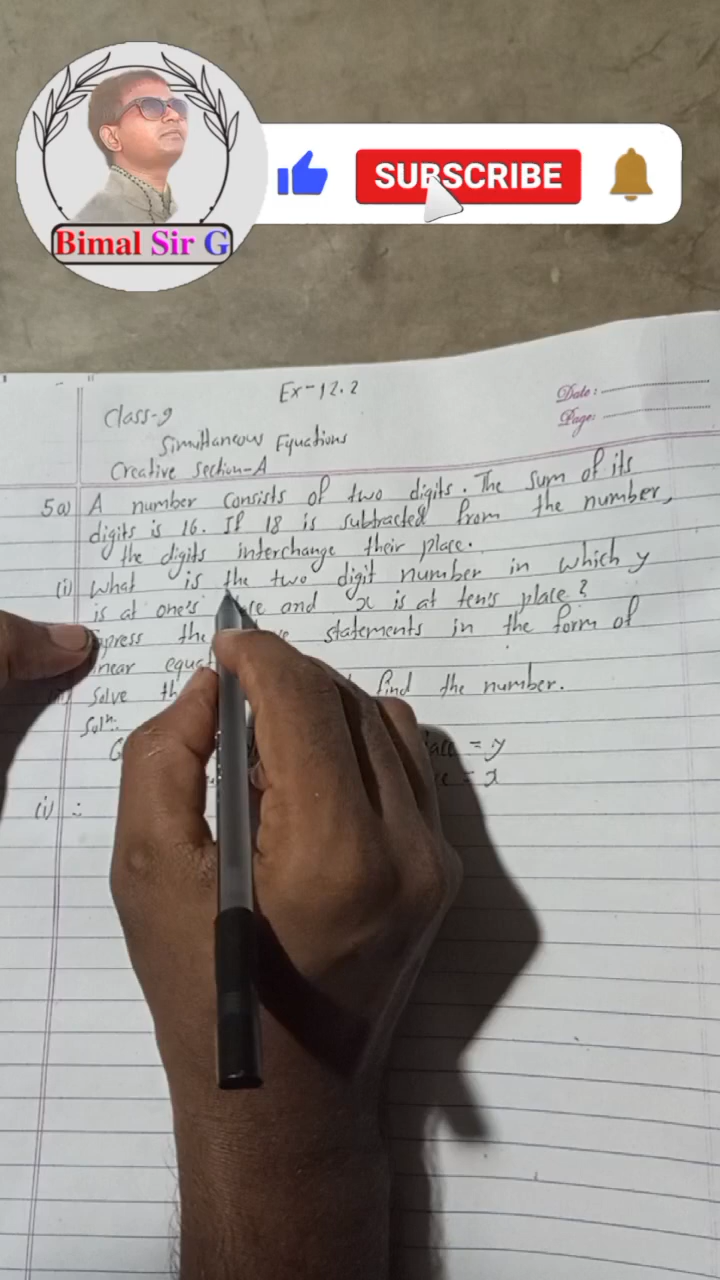 SUBSCRIBE
Bimal Sir G
Ex-12.2
Date:
Class-9
Page:
Simultaneous Equations
Creative Section-A
5a) A number consists of two digits. The sum of its
digits is 16. If 18 is subtracted from the number,
the digits interchange their place.
(i) What is the two digit number in which y
is at one's and x is at ten's place?
the statements in the form of
linear
Solve find the number.
Solⁿ:
= y
= x
(i) ∴